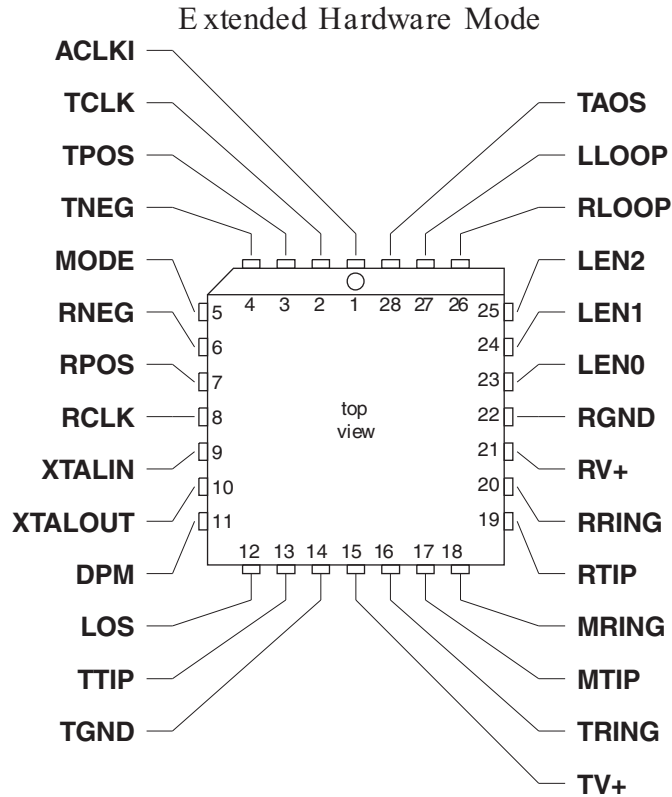 Extended Hardware Mode
ACLKI
TCLK
TPOS
TNEG
MODE
RNEG
RPOS
RCLK
XTALIN
XTALOUT
DPM
LOS
TTIP
TGND
TAOS
LLOOP
RLOOP
LEN2
LEN1
LEN0
RGND
RV+
RRING
RTIP
MRING
MTIP
TRING
TV+
4 3 2 1 28 27 26
5
6
7
8
9
10
11
25
24
23
22
21
20
19
top
view
12 13 14 15 16 17 18